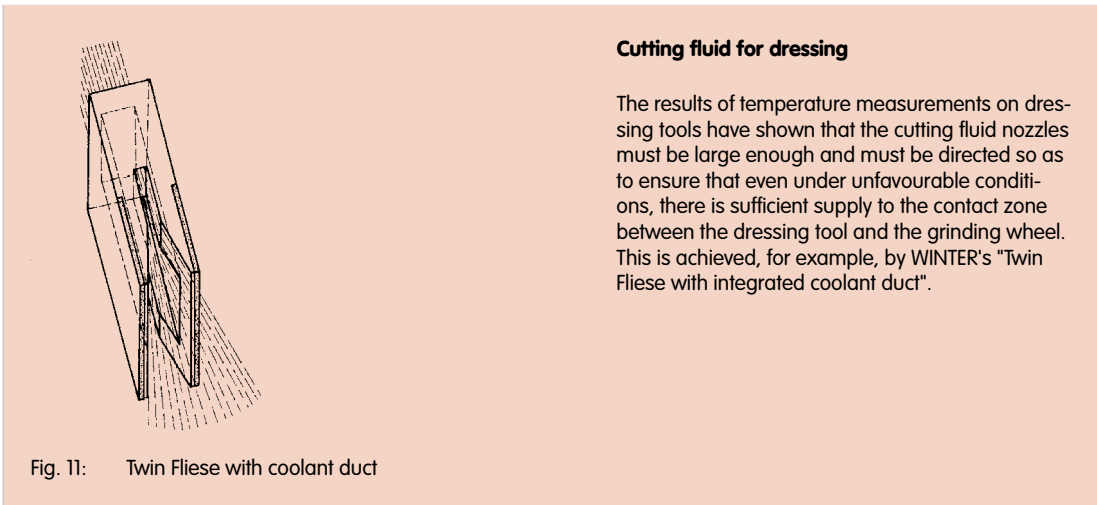 Cutting fluid for dressing
The results of temperature measurements on dres-
sing tools have shown that the cutting fluid nozzles
must be large enough and must be directed so as
to ensure that even under unfavourable conditi-
ons, there is sufficient supply to the contact zone
between the dressing tool and the grinding wheel.
This is achieved, for example, by WINTER's "Twin
Fliese with integrated coolant duct".
Fig. 11: Twin Fliese with coolant duct